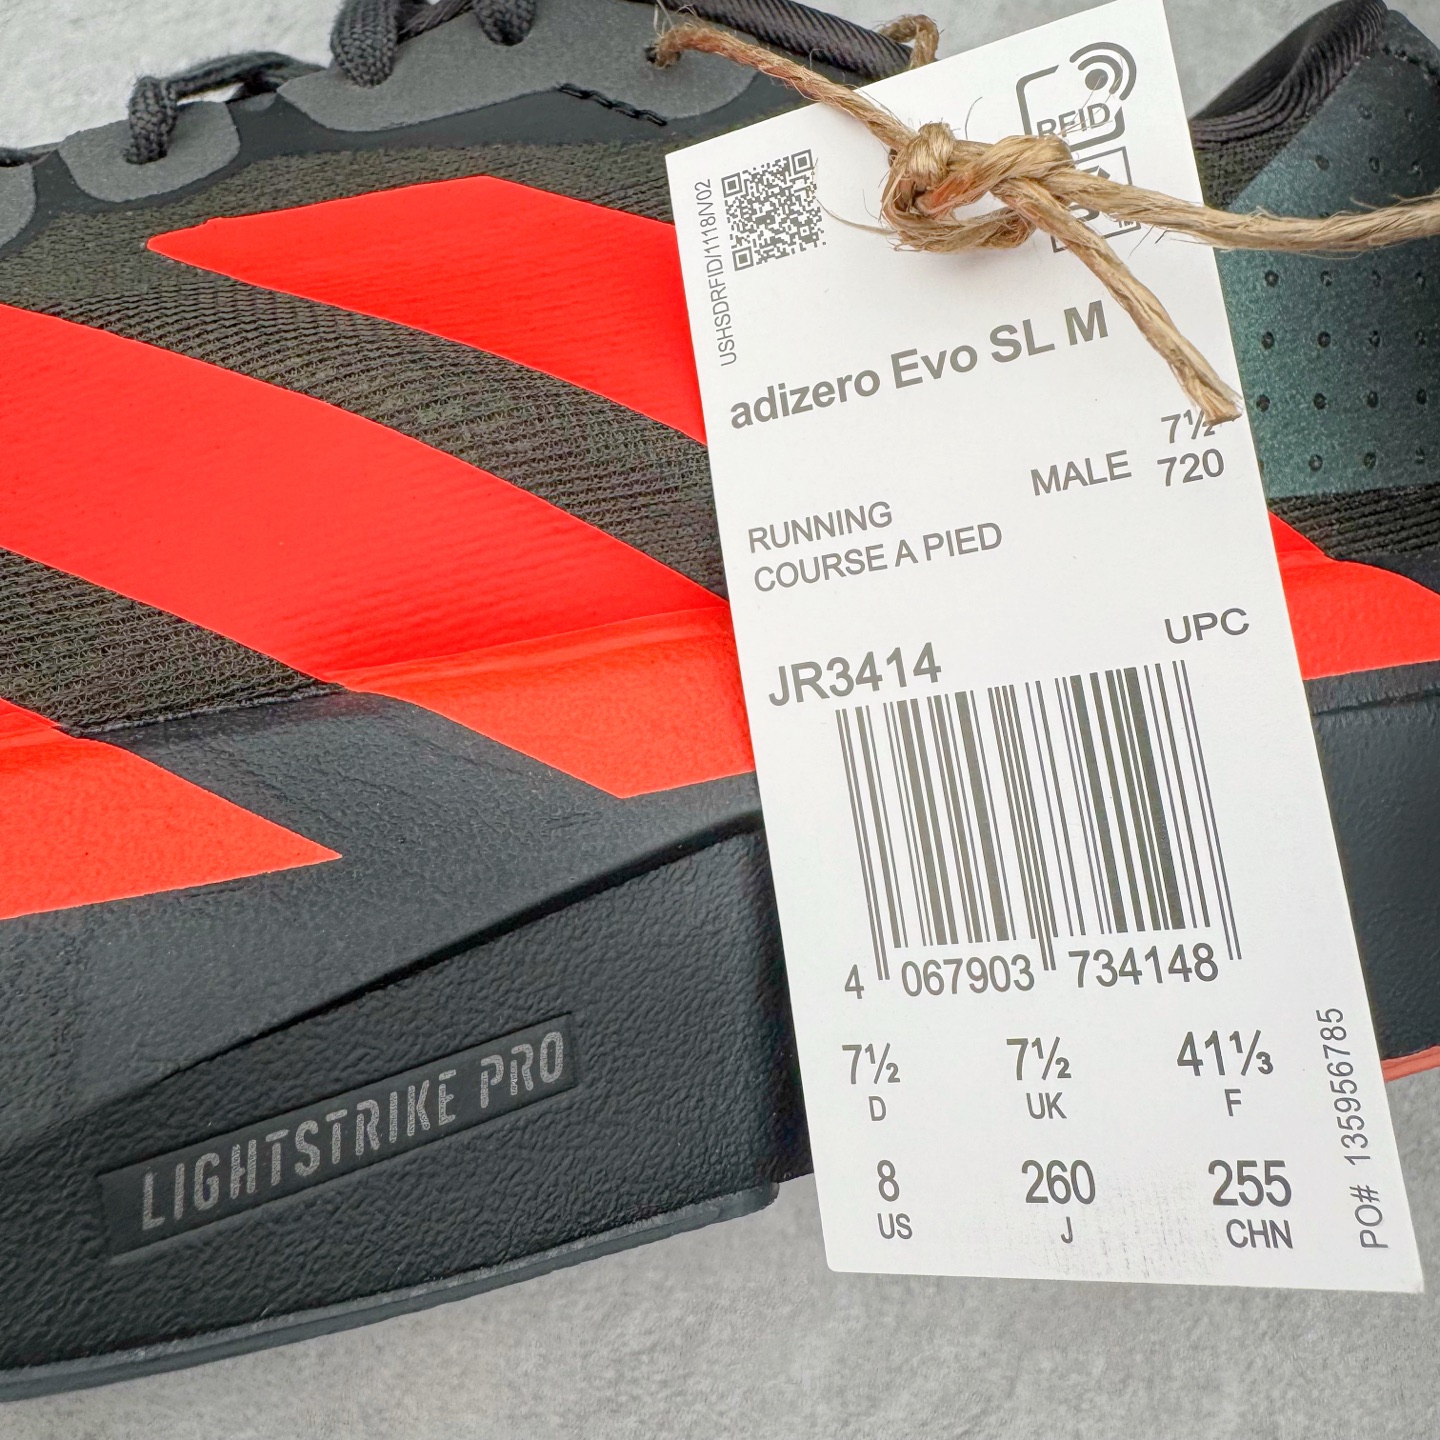 RFID
USHSDRFID/1118/V02
adizero Evo SL M
7½
MALE 720
RUNNING
COURSE A PIED
UPC
JR3414
4 067903 734148
7½ 7½ 41⅓
D UK F
8 260 255
US J CHN
PO# 135956785
LIGHTSTRIKE PRO